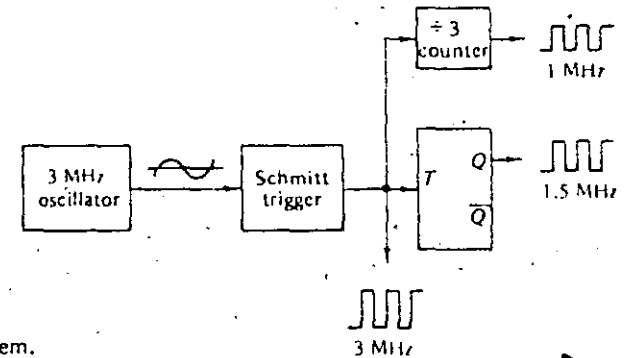 ÷ 3
counter
1 MHz
3 MHz
oscillator
Schmitt
trigger
T
Q
Q̅
1.5 MHz
3 MHz
em.